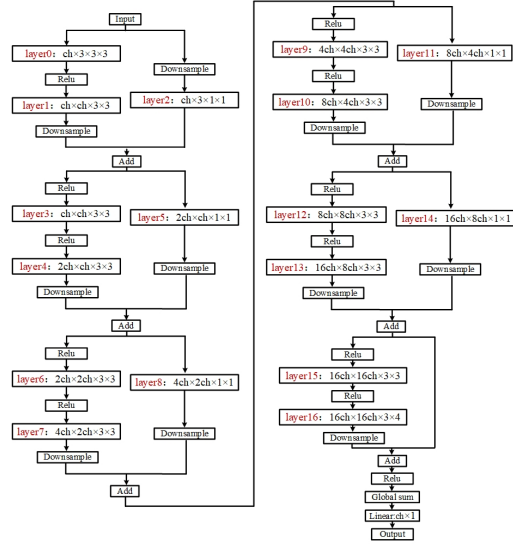 Input
layer0：ch×3×3×3
Relu
layer1：ch×ch×3×3
Downsample
Downsample
layer2：ch×3×1×1
Add
Relu
layer3：ch×ch×3×3
Relu
layer4：2ch×ch×3×3
Downsample
layer5：2ch×ch×1×1
Downsample
Add
Relu
layer6：2ch×2ch×3×3
Relu
layer7：4ch×2ch×3×3
Downsample
layer8：4ch×2ch×1×1
Downsample
Add
Relu
layer9：4ch×4ch×3×3
Relu
layer10：8ch×4ch×3×3
Downsample
layer11：8ch×4ch×1×1
Downsample
Add
Relu
layer12：8ch×8ch×3×3
Relu
layer13：16ch×8ch×3×3
Downsample
layer14：16ch×8ch×1×1
Downsample
Add
Relu
layer15：16ch×16ch×3×3
Relu
layer16：16ch×16ch×3×4
Downsample
Add
Relu
Global sum
Linear:ch×1
Output